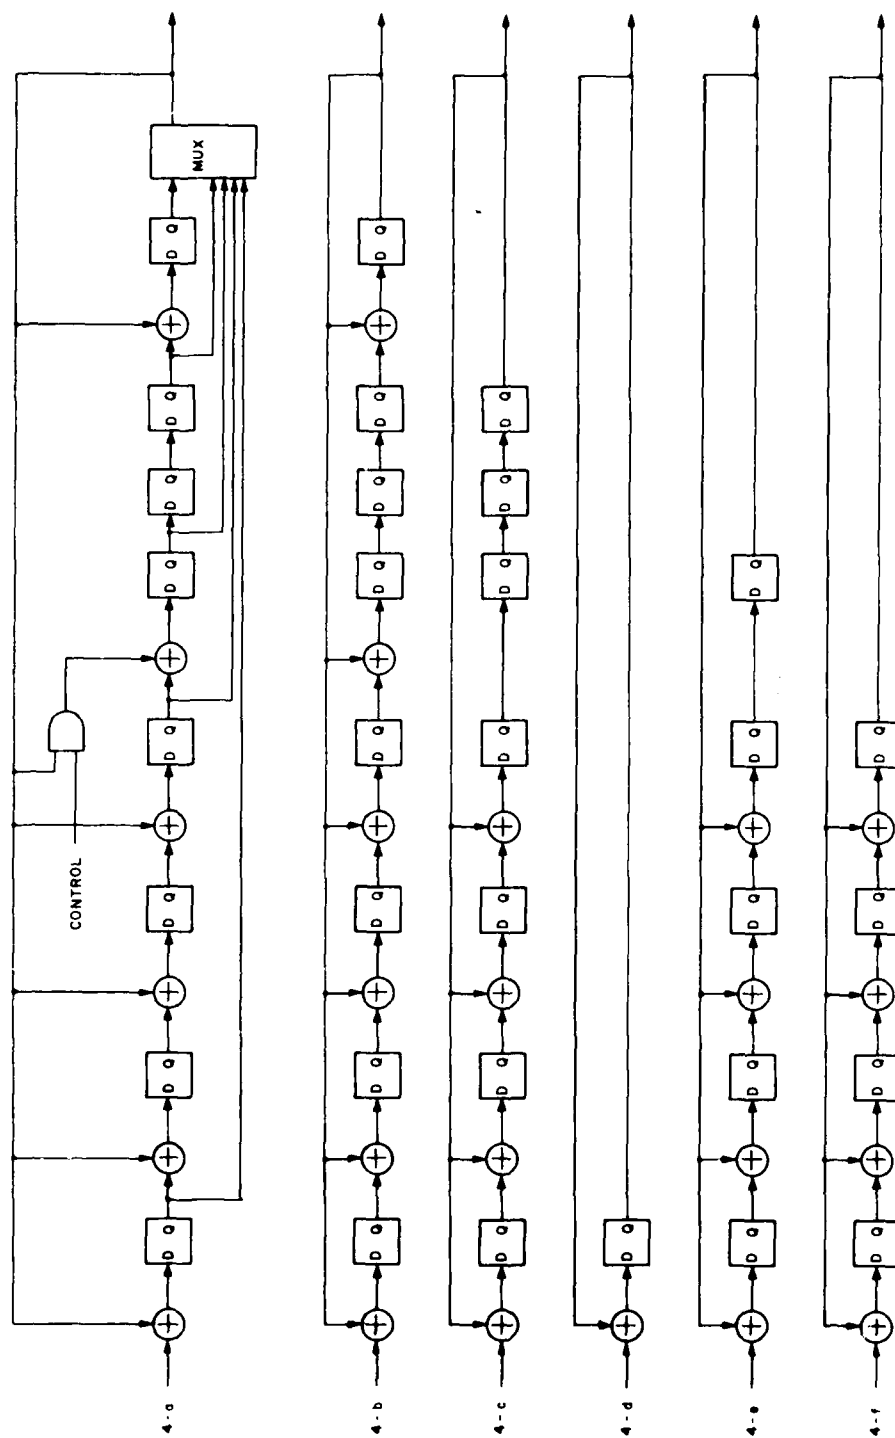 CONTROL
4-a D Q D Q D Q D Q D Q D Q D Q D Q MUX
4-b D Q D Q D Q D Q D Q D Q D Q D Q
4-c D Q D Q D Q D Q D Q D Q D Q
4-d D Q
4-e D Q D Q D Q D Q D Q
4-f D Q D Q D Q D Q